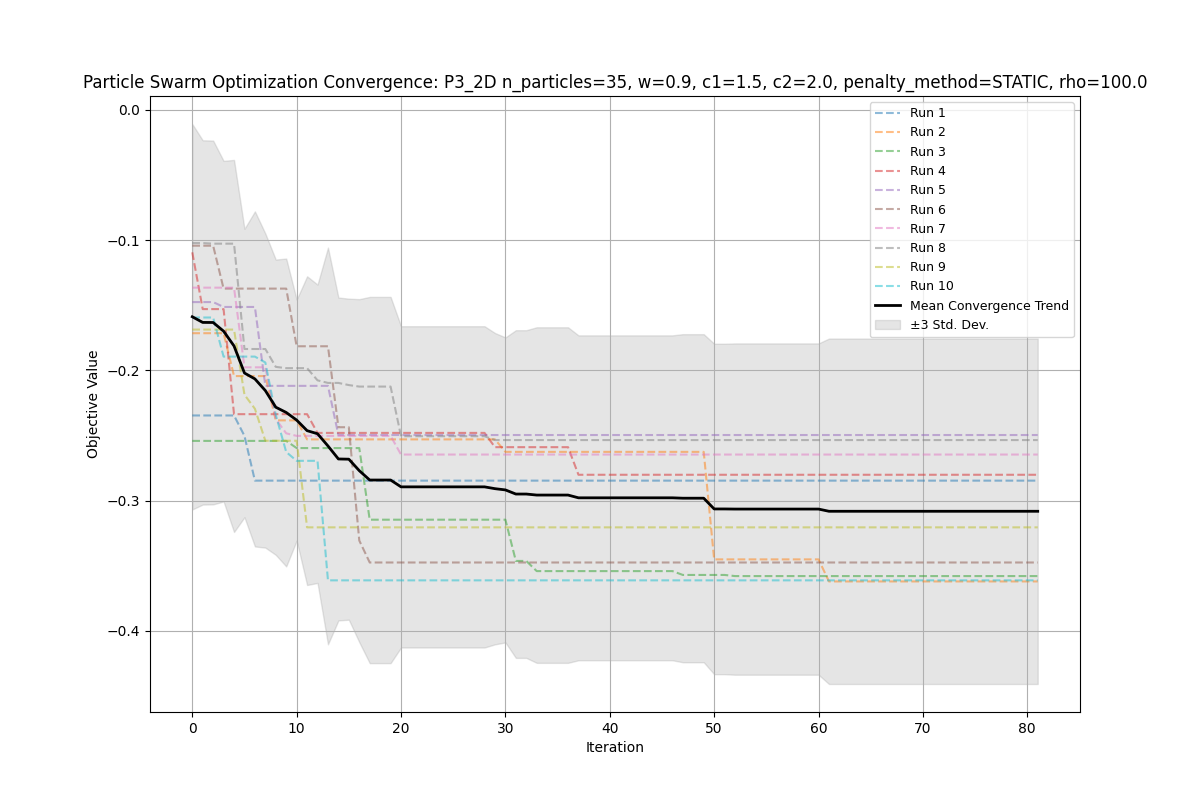 Particle Swarm Optimization Convergence: P3_2D n_particles=35, w=0.9, c1=1.5, c2=2.0, penalty_method=STATIC, rho=100.0
Objective Value
0.0
−0.1
−0.2
−0.3
−0.4
Run 1
Run 2
Run 3
Run 4
Run 5
Run 6
Run 7
Run 8
Run 9
Run 10
Mean Convergence Trend
±3 Std. Dev.
0 10 20 30 40 50 60 70 80
Iteration